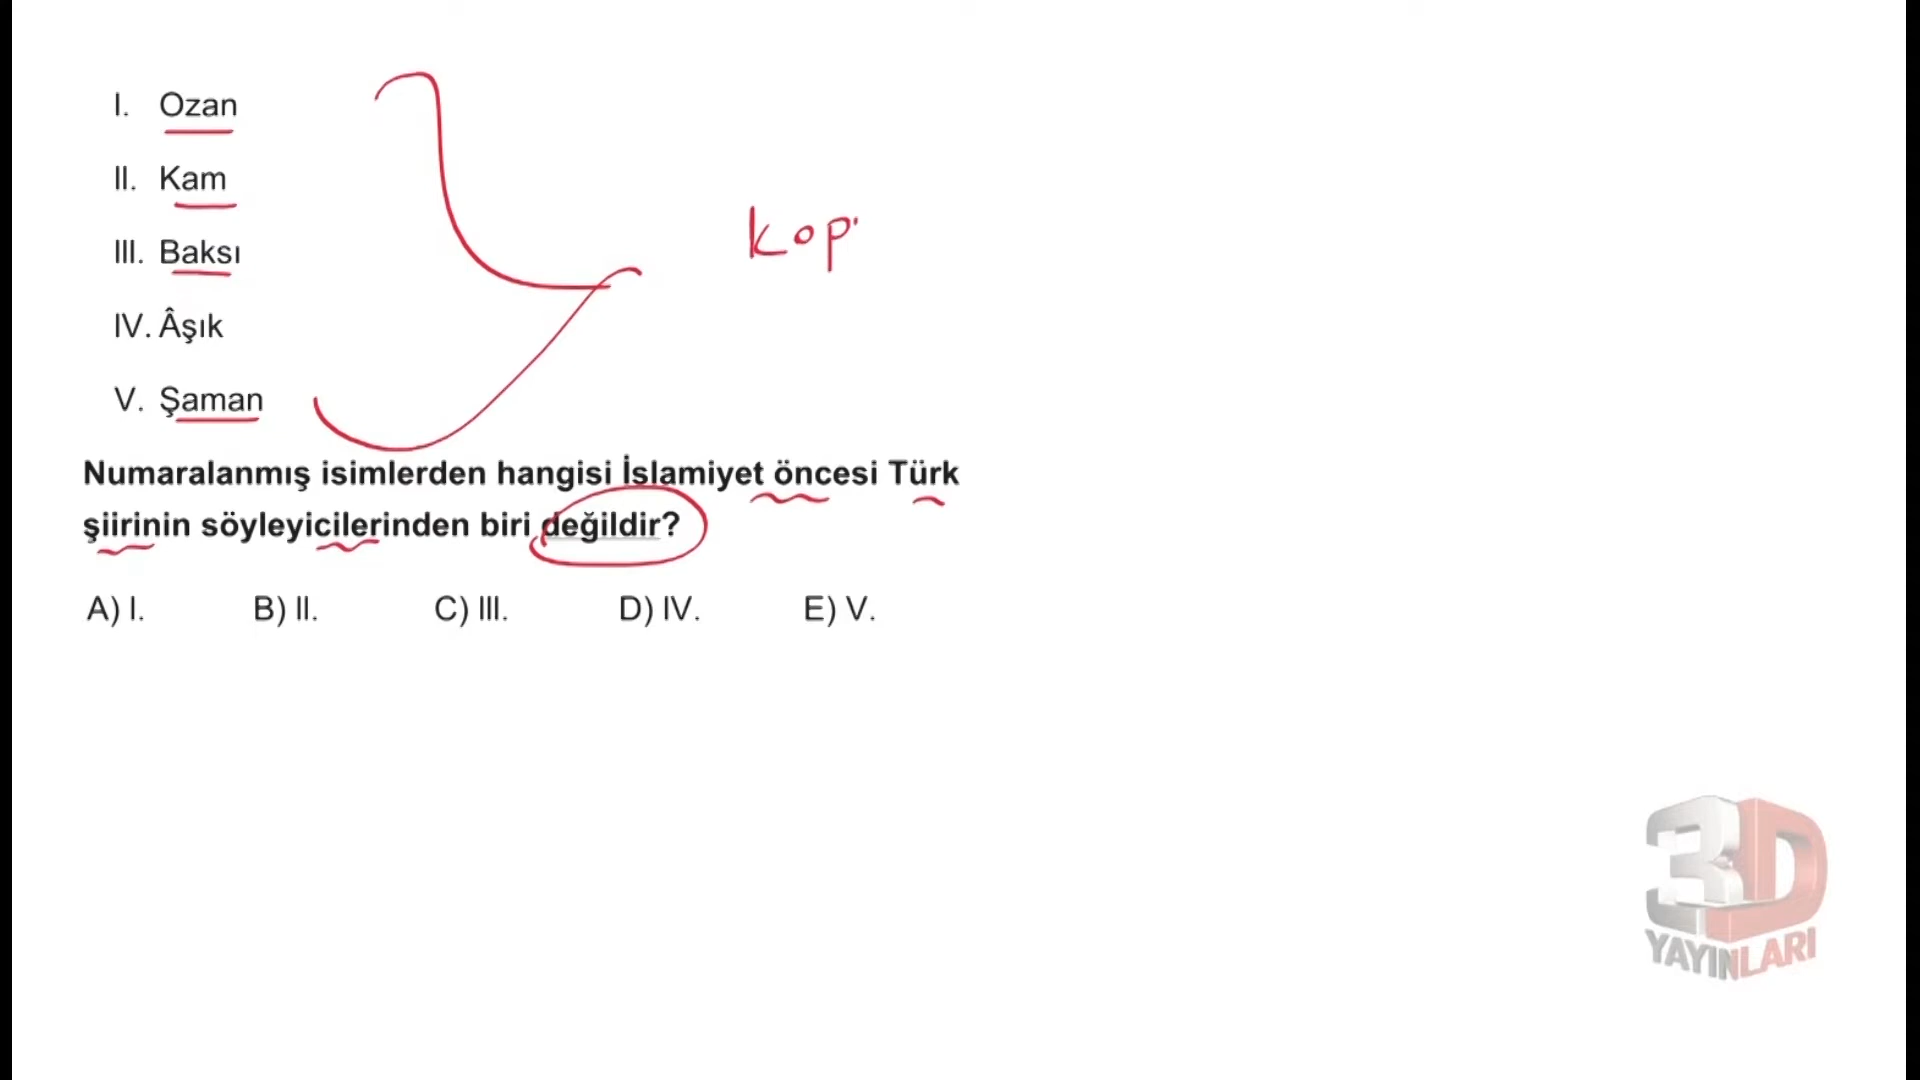 I. Ozan
II. Kam
III. Baksı
IV. Âşık
V. Şaman
kop
Numaralanmış isimlerden hangisi İslamiyet öncesi Türk
şiirinin söyleyicilerinden biri değildir?
A) I. B) II. C) III. D) IV. E) V.
3D
YAYINLARI